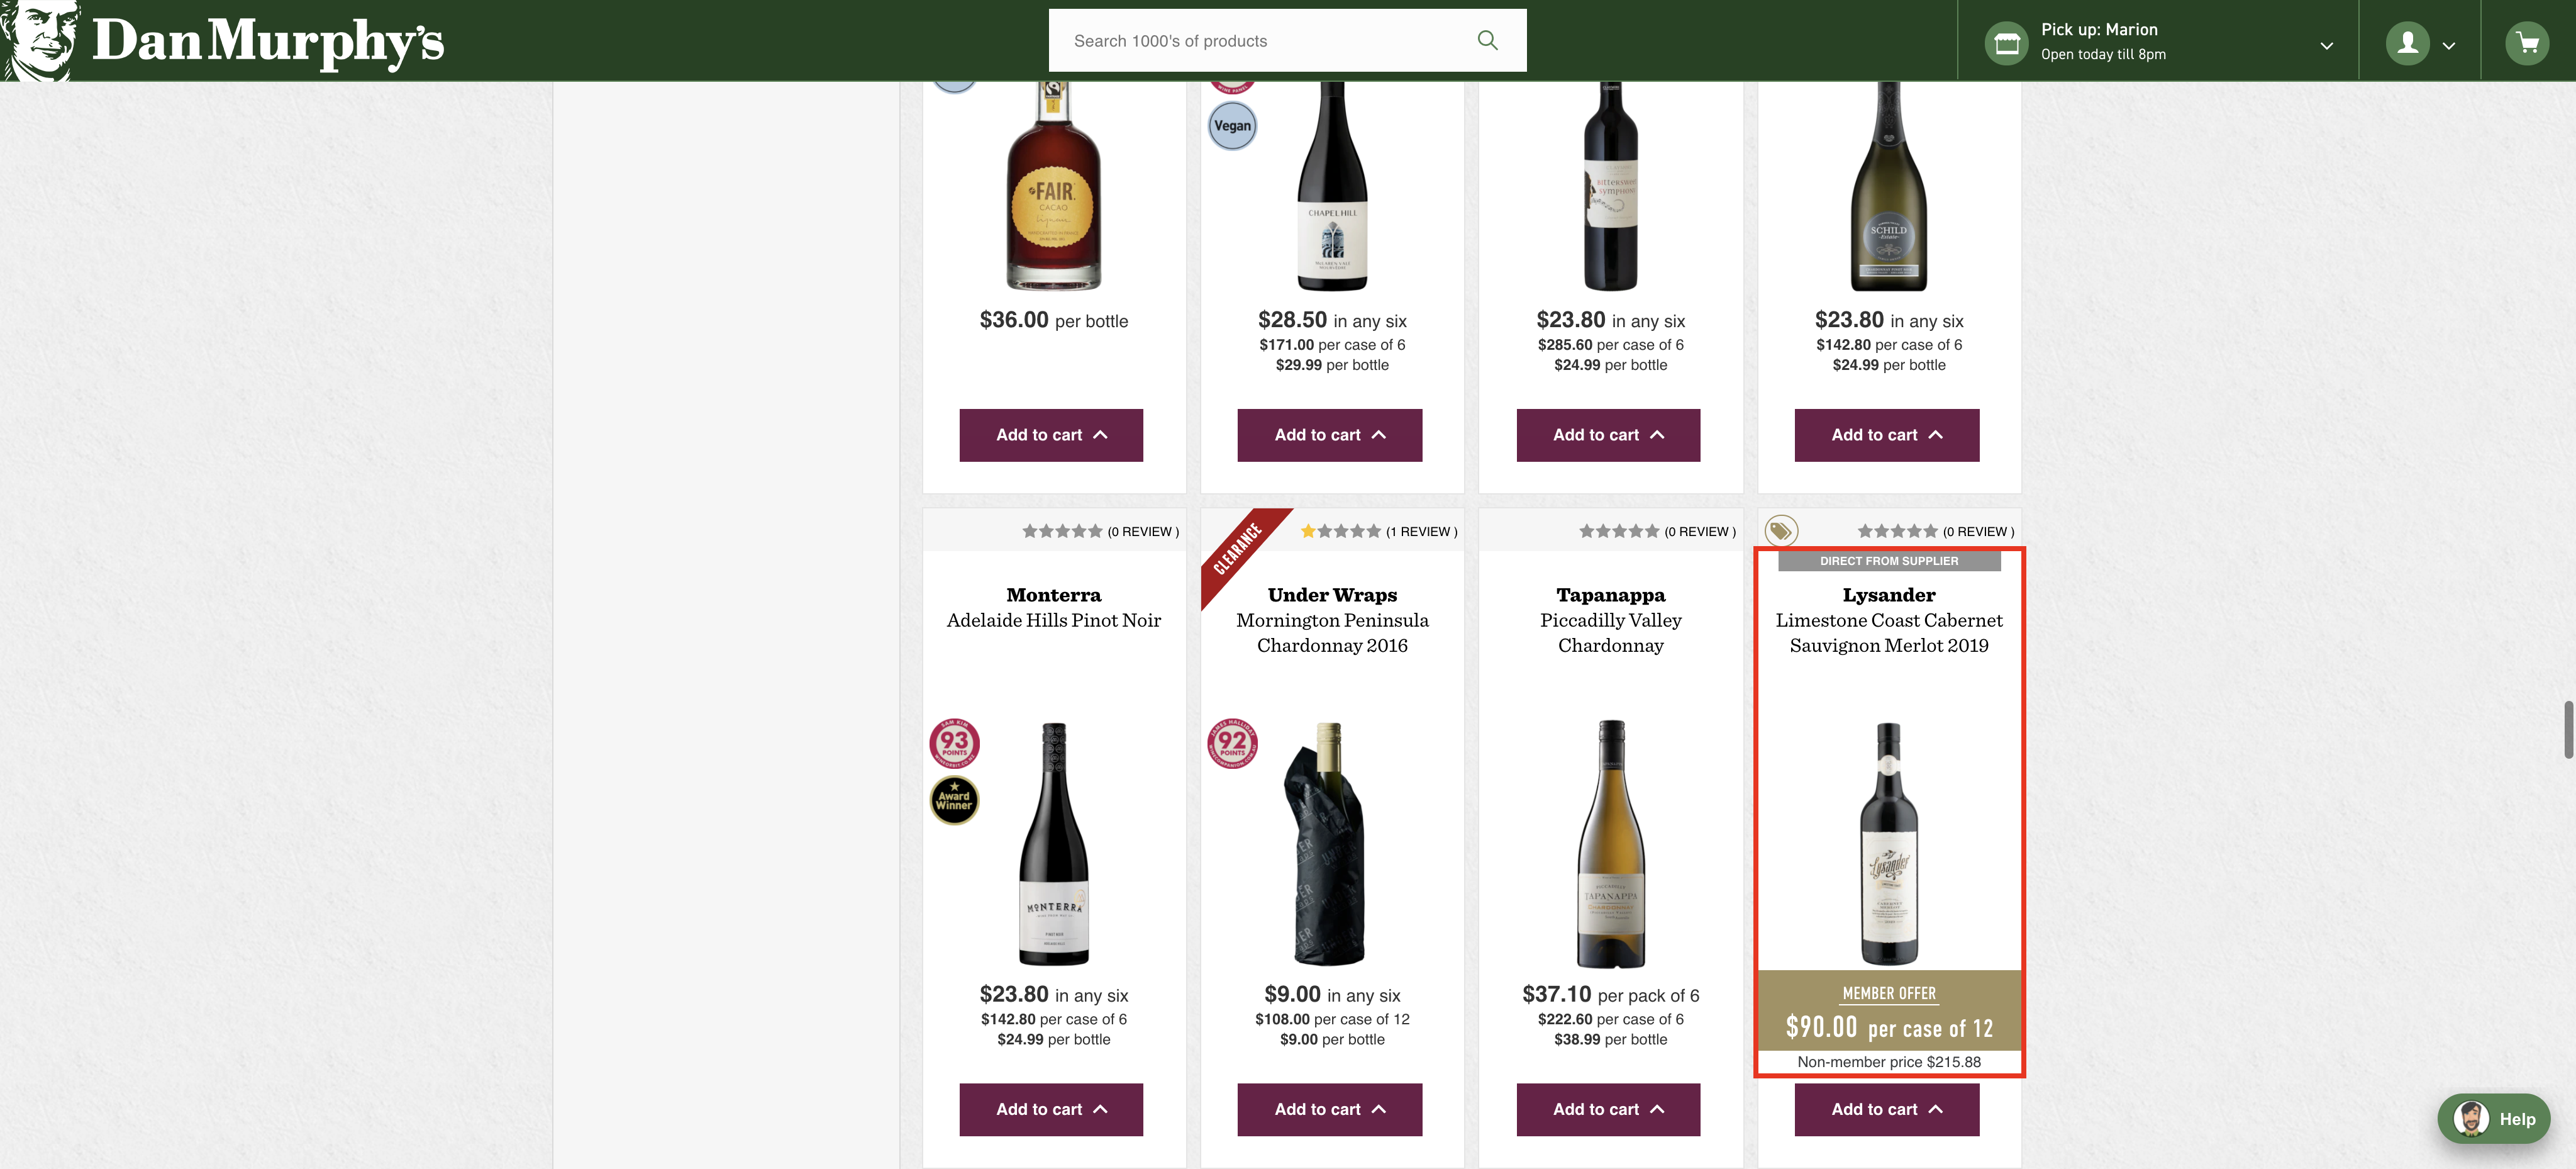 Dan Murphy's
Search 1000's of products
Pick up: Marion
Open today till 8pm
Vegan
FAIR.
CACAO
CHAPEL HILL
BITTERSWEET
SYMPHONY
SCHILD
Estate
$36.00 per bottle
$28.50 in any six
$171.00 per case of 6
$29.99 per bottle
$23.80 in any six
$285.60 per case of 6
$24.99 per bottle
$23.80 in any six
$142.80 per case of 6
$24.99 per bottle
Add to cart
Add to cart
Add to cart
Add to cart
(0 REVIEW )
CLEARANCE
(1 REVIEW )
(0 REVIEW )
(0 REVIEW )
DIRECT FROM SUPPLIER
Monterra
Adelaide Hills Pinot Noir
Under Wraps
Mornington Peninsula
Chardonnay 2016
Tapanappa
Piccadilly Valley
Chardonnay
Lysander
Limestone Coast Cabernet
Sauvignon Merlot 2019
SAM KIM
93
POINTS
Award
Winner
MONTERRA
PINOT NOIR
JAMES HALLIDAY
92
POINTS
TAPANAPPA
CHARDONNAY
Lysander
$23.80 in any six
$142.80 per case of 6
$24.99 per bottle
$9.00 in any six
$108.00 per case of 12
$9.00 per bottle
$37.10 per pack of 6
$222.60 per case of 6
$38.99 per bottle
MEMBER OFFER
$90.00 per case of 12
Non-member price $215.88
Add to cart
Add to cart
Add to cart
Add to cart
Help